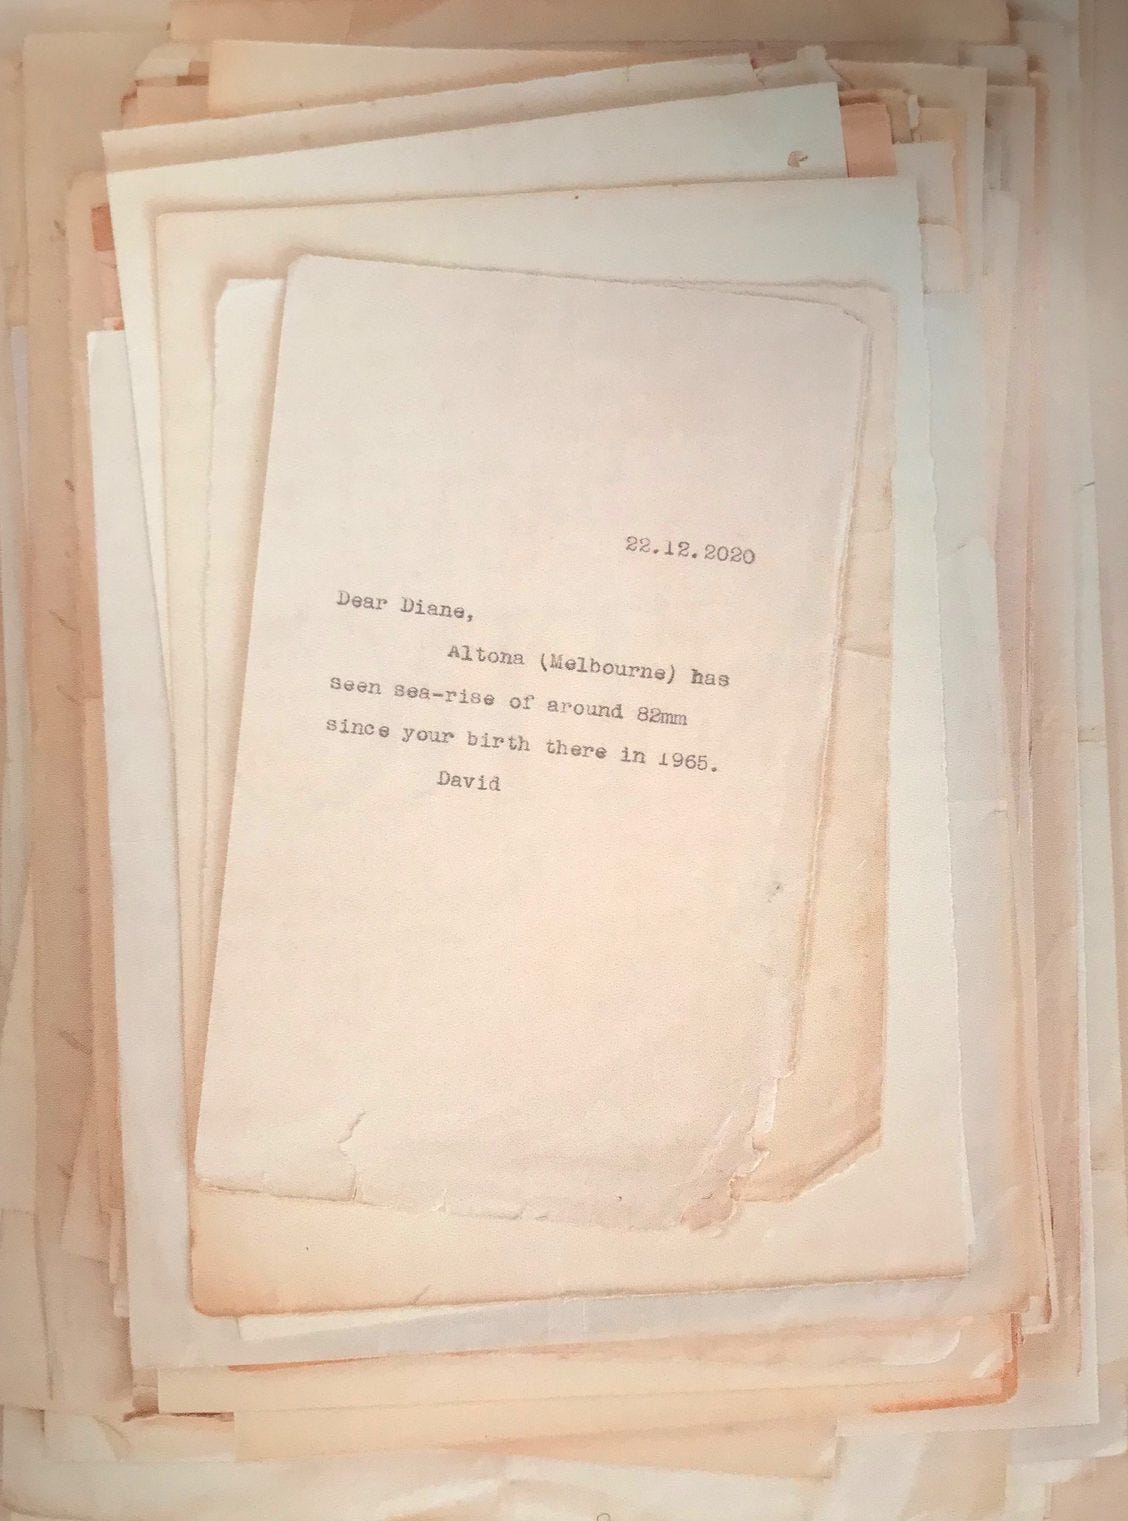 22.12.2020
Dear Diane,
Altona (Melbourne) has
seen sea-rise of around 82mm
since your birth there in 1965.
David